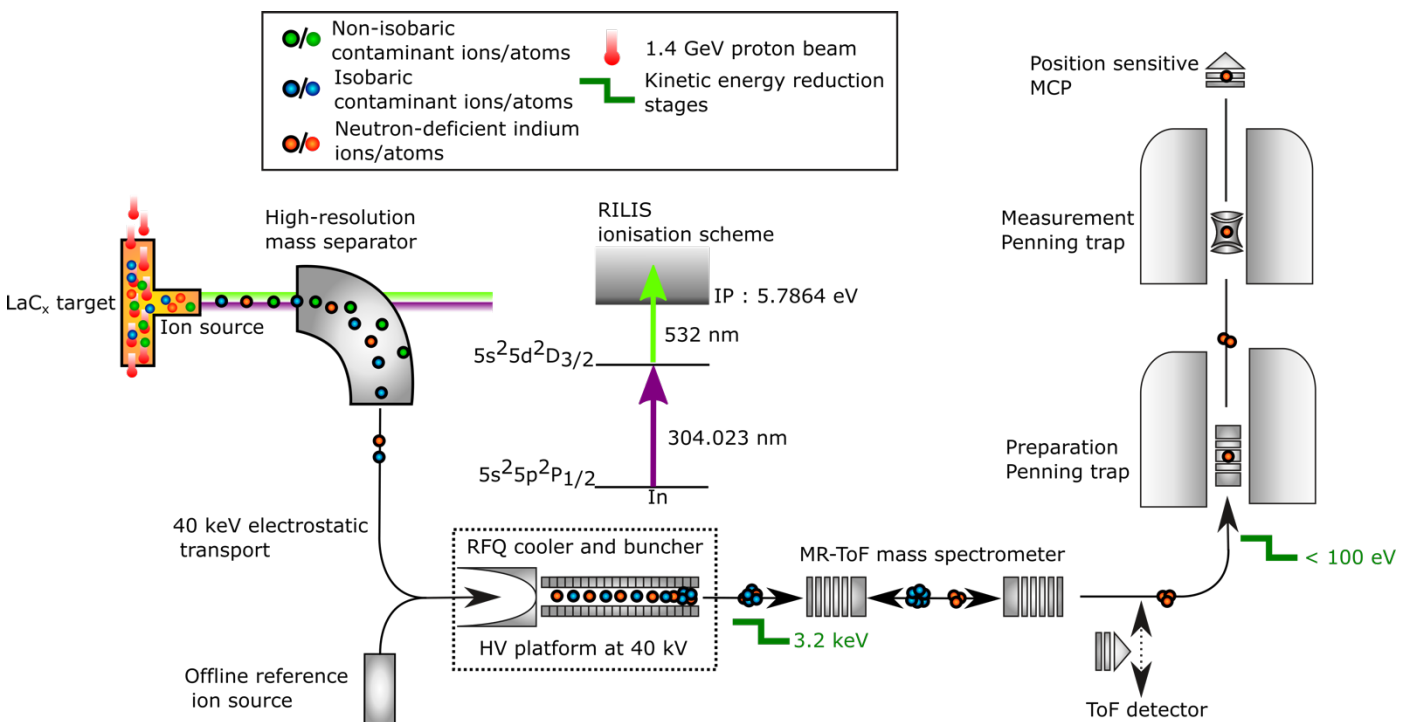 Non-isobaric
contaminant ions/atoms
Isobaric
contaminant ions/atoms
Neutron-deficient indium
ions/atoms
1.4 GeV proton beam
Kinetic energy reduction
stages
Position sensitive
MCP
Measurement
Penning trap
Preparation
Penning trap
< 100 eV
High-resolution
mass separator
LaCₓ target
Ion source
RILIS
ionisation scheme
IP : 5.7864 eV
532 nm
5s²5d²D3/2
304.023 nm
5s²5p²P1/2
In
40 keV electrostatic
transport
RFQ cooler and buncher
HV platform at 40 kV
3.2 keV
MR-ToF mass spectrometer
Offline reference
ion source
ToF detector